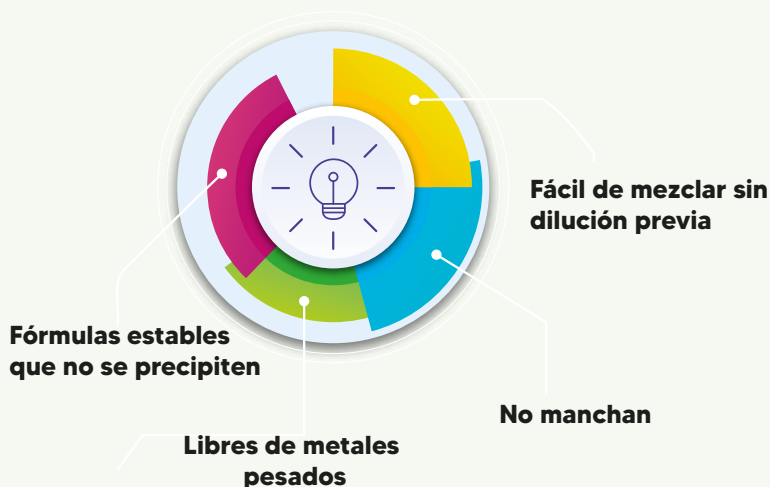 Fácil de mezclar sin
dilución previa
Fórmulas estables
que no se precipiten
No manchan
Libres de metales
pesados